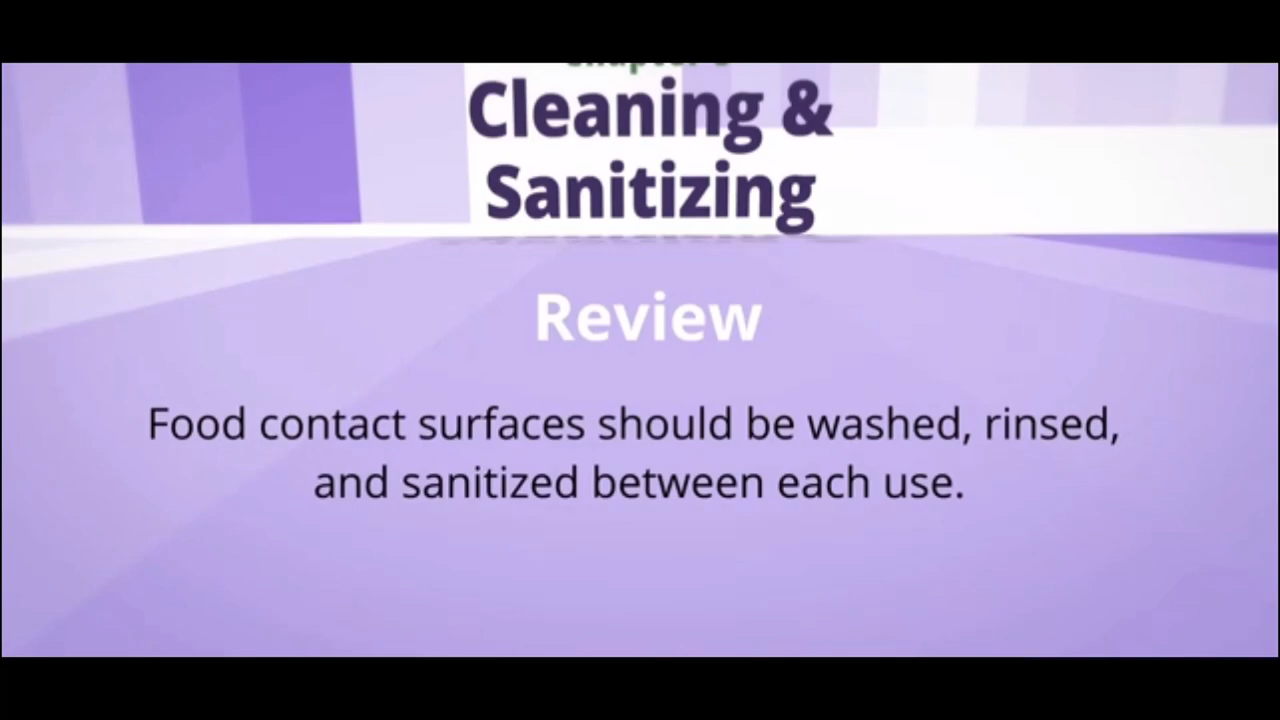 Cleaning &
Sanitizing
Review
Food contact surfaces should be washed, rinsed,
and sanitized between each use.